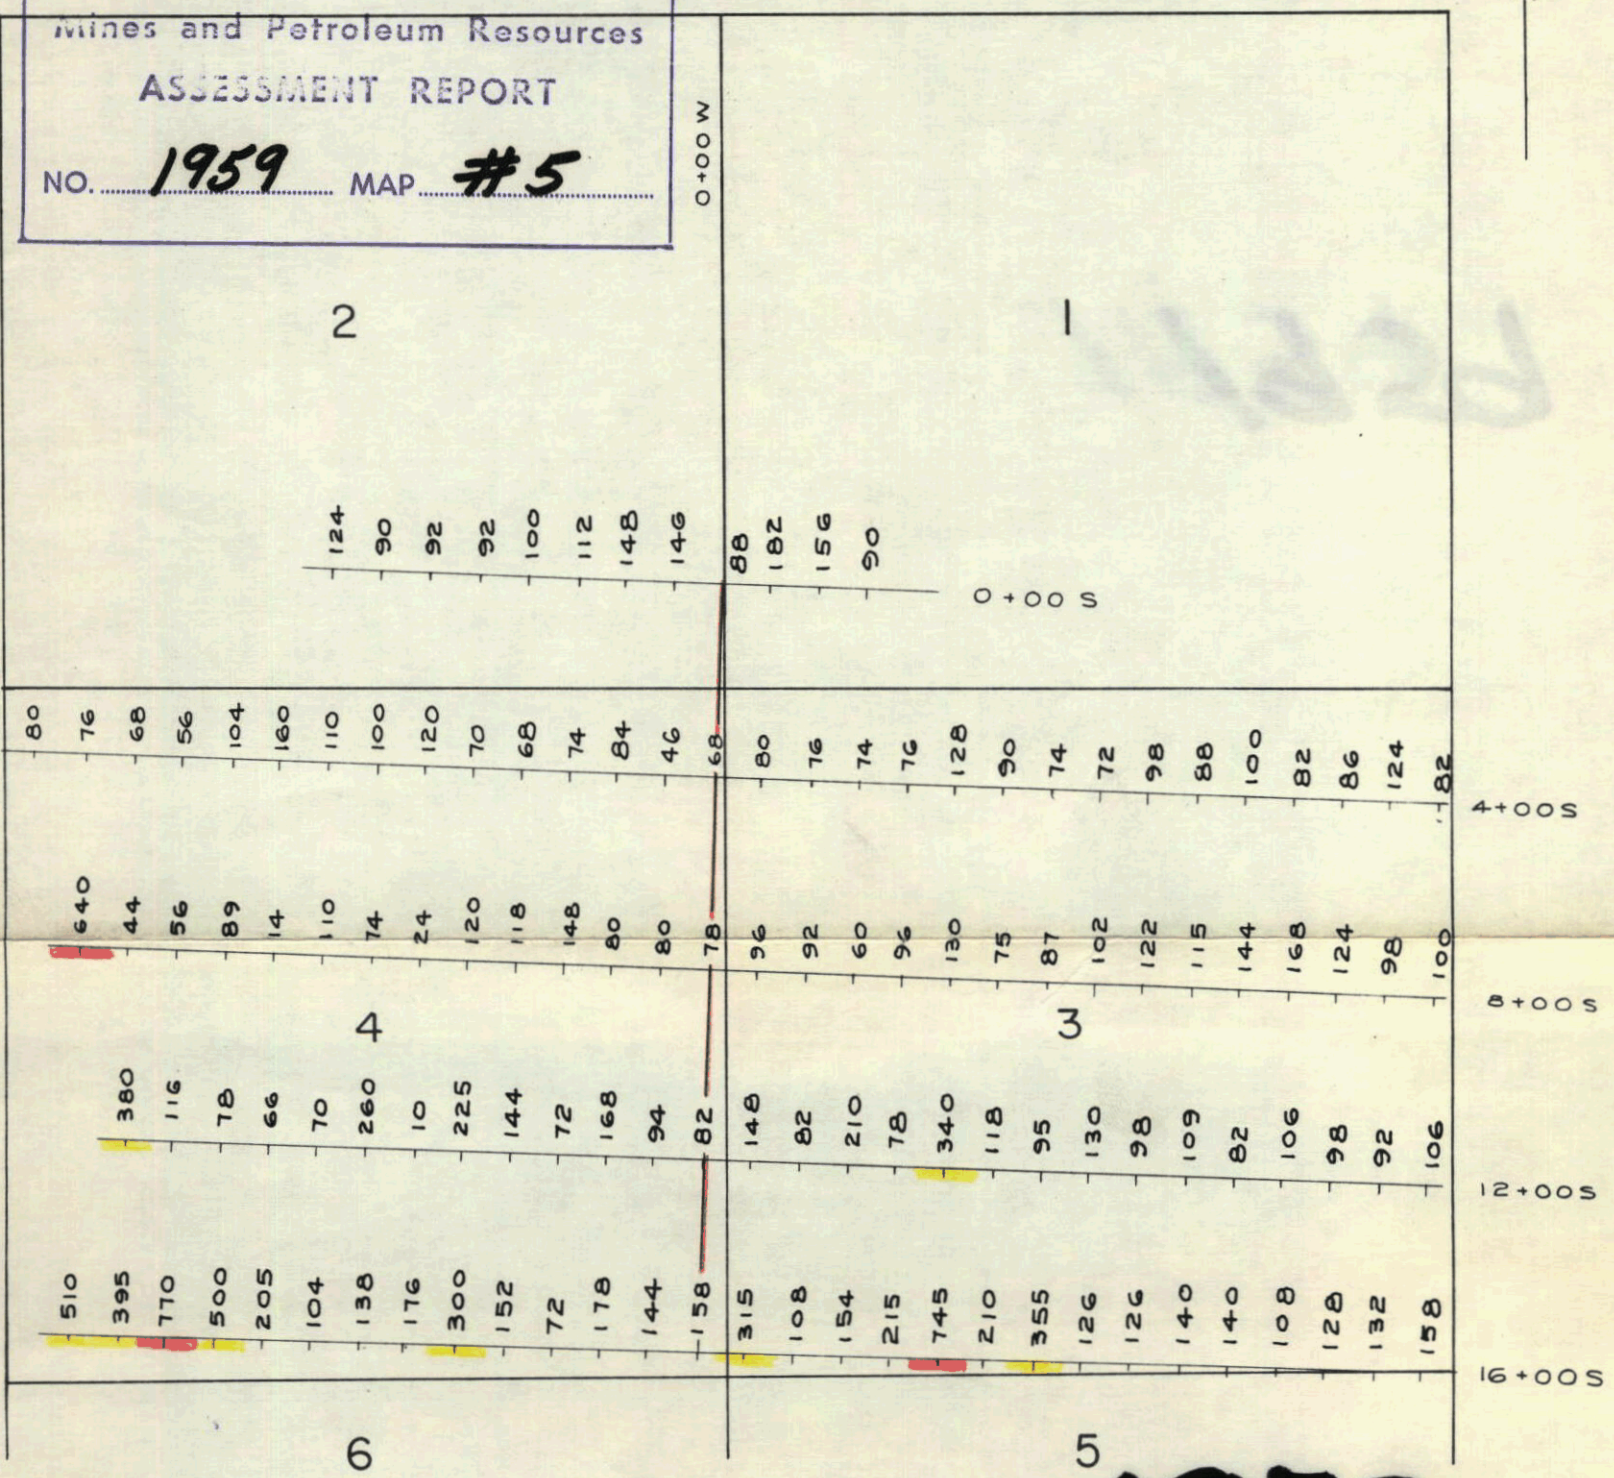 Mines and Petroleum Resources
ASSESSMENT REPORT
NO. 1959 MAP #5
0+00W
2
1
124 90 92 92 100 112 148 146 88 182 156 90
0+00 S
80 76 68 56 104 160 110 100 120 70 68 74 84 46 68 80 76 74 76 128 90 74 72 98 88 100 82 86 124 82
4+00S
640 44 56 89 14 110 74 24 120 118 148 80 80 78 96 92 60 96 130 75 87 102 122 115 144 168 124 98 100
8+00S
4
3
380 116 78 66 70 260 10 225 144 72 168 94 82 148 82 210 78 340 118 95 130 98 109 82 106 98 92 106
12+00S
510 395 770 500 205 104 138 176 300 152 72 178 144 158 315 108 154 215 745 210 355 126 126 140 140 108 128 132 158
16+00S
6
5